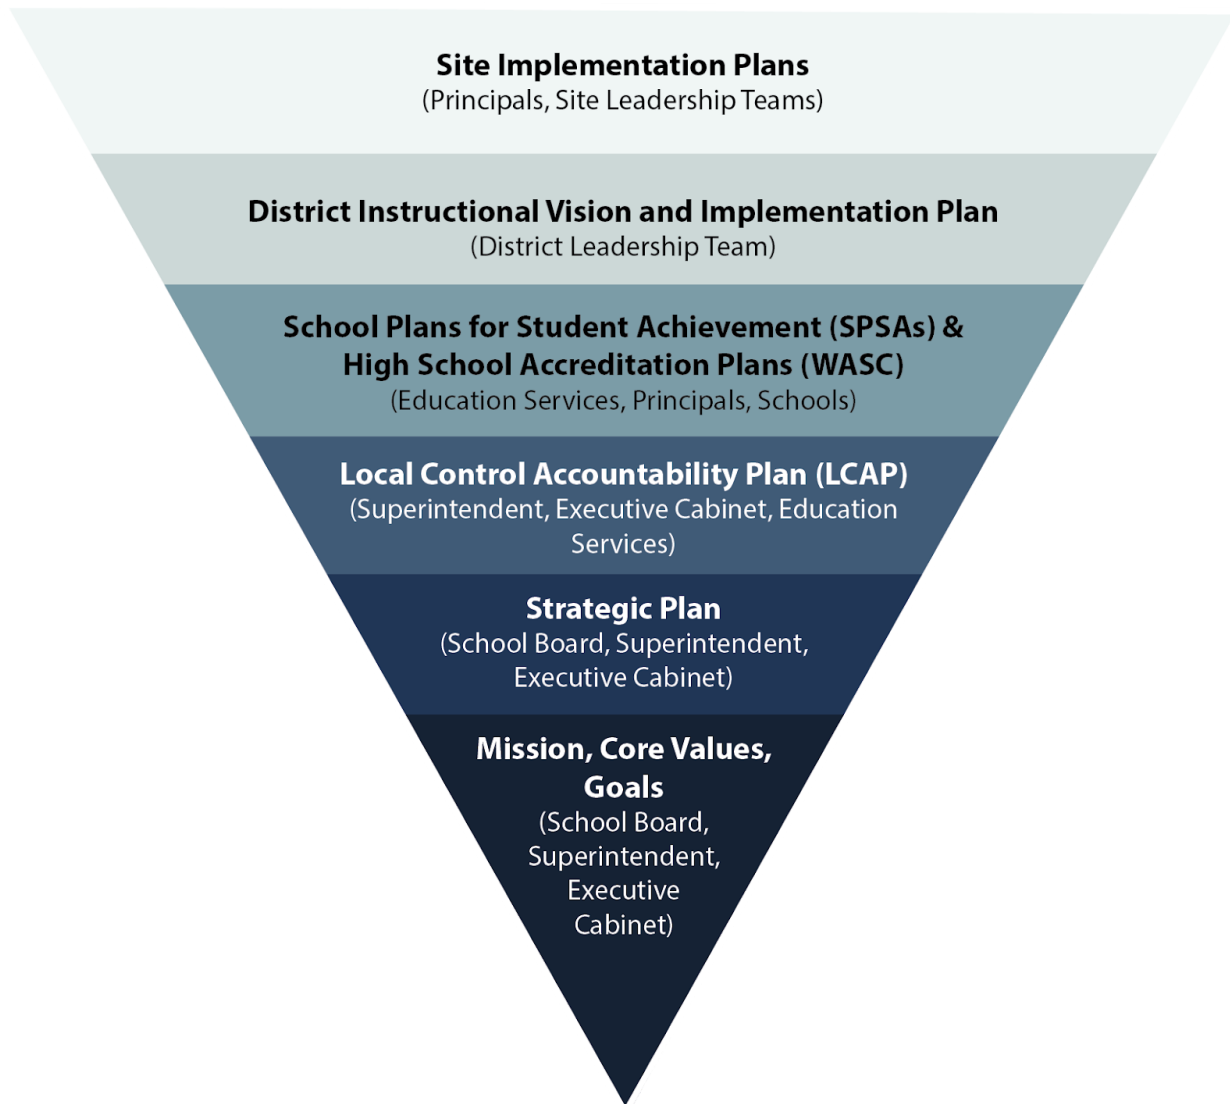 Site Implementation Plans
(Principals, Site Leadership Teams)
District Instructional Vision and Implementation Plan
(District Leadership Team)
School Plans for Student Achievement (SPSAs) &
High School Accreditation Plans (WASC)
(Education Services, Principals, Schools)
Local Control Accountability Plan (LCAP)
(Superintendent, Executive Cabinet, Education
Services)
Strategic Plan
(School Board, Superintendent,
Executive Cabinet)
Mission, Core Values,
Goals
(School Board,
Superintendent,
Executive
Cabinet)